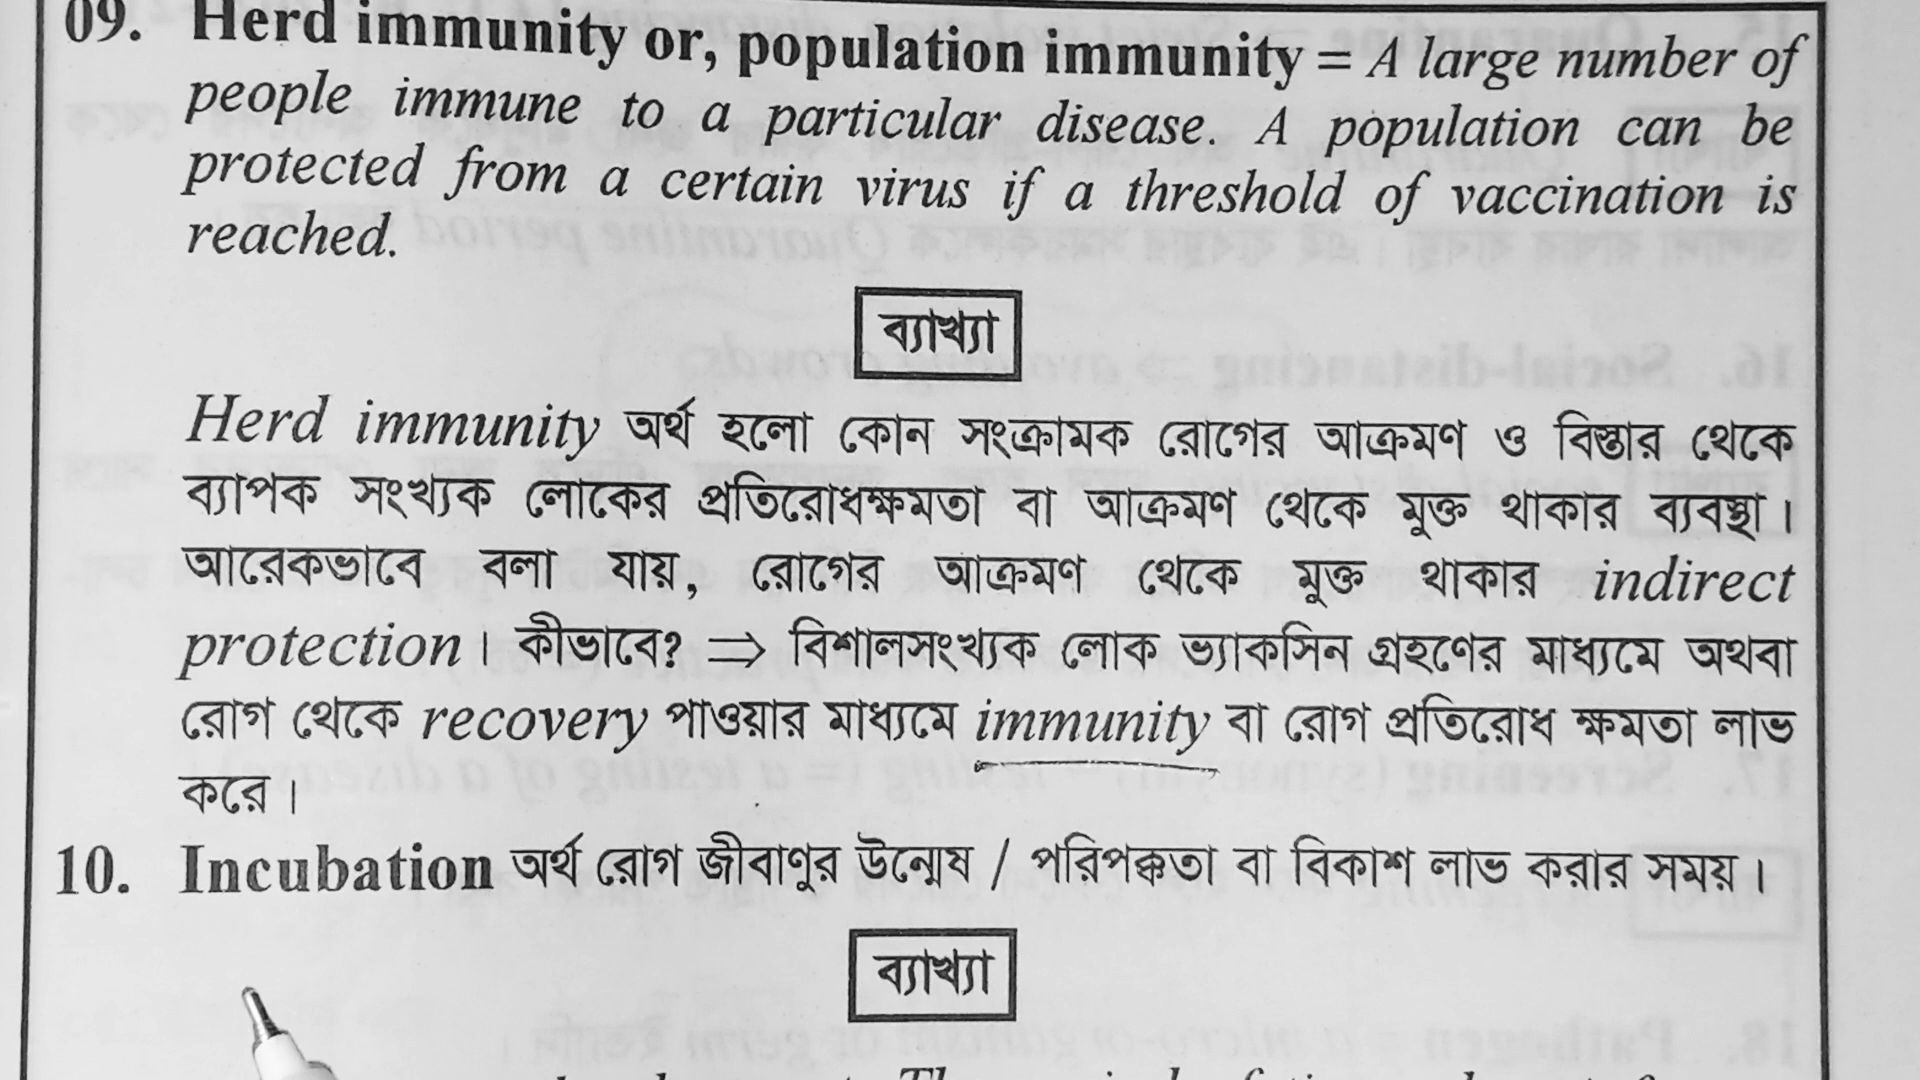 09. Herd immunity or, population immunity = A large number of
people immune to a particular disease. A population can be
protected from a certain virus if a threshold of vaccination is
reached.
ব্যাখ্যা
Herd immunity অর্থ হলো কোন সংক্রামক রোগের আক্রমণ ও বিস্তার থেকে
ব্যাপক সংখ্যক লোকের প্রতিরোধক্ষমতা বা আক্রমণ থেকে মুক্ত থাকার ব্যবস্থা।
আরেকভাবে বলা যায়, রোগের আক্রমণ থেকে মুক্ত থাকার indirect
protection। কীভাবে? ⇒ বিশালসংখ্যক লোক ভ্যাকসিন গ্রহণের মাধ্যমে অথবা
রোগ থেকে recovery পাওয়ার মাধ্যমে immunity বা রোগ প্রতিরোধ ক্ষমতা লাভ
করে।
10. Incubation অর্থ রোগ জীবাণুর উন্মেষ / পরিপক্কতা বা বিকাশ লাভ করার সময়।
ব্যাখ্যা